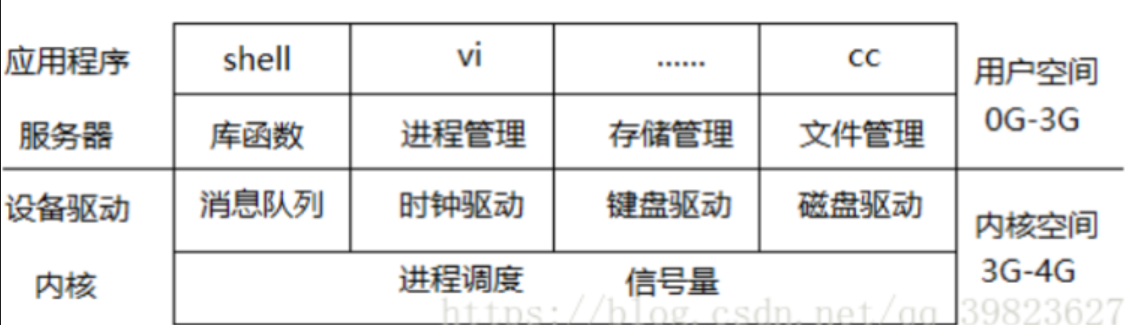 应用程序 shell vi ...... cc 用户空间
0G-3G
服务器 库函数 进程管理 存储管理 文件管理
设备驱动 消息队列 时钟驱动 键盘驱动 磁盘驱动 内核空间
3G-4G
内核 进程调度 信号量
https://blog.csdn.net/qq_39823627